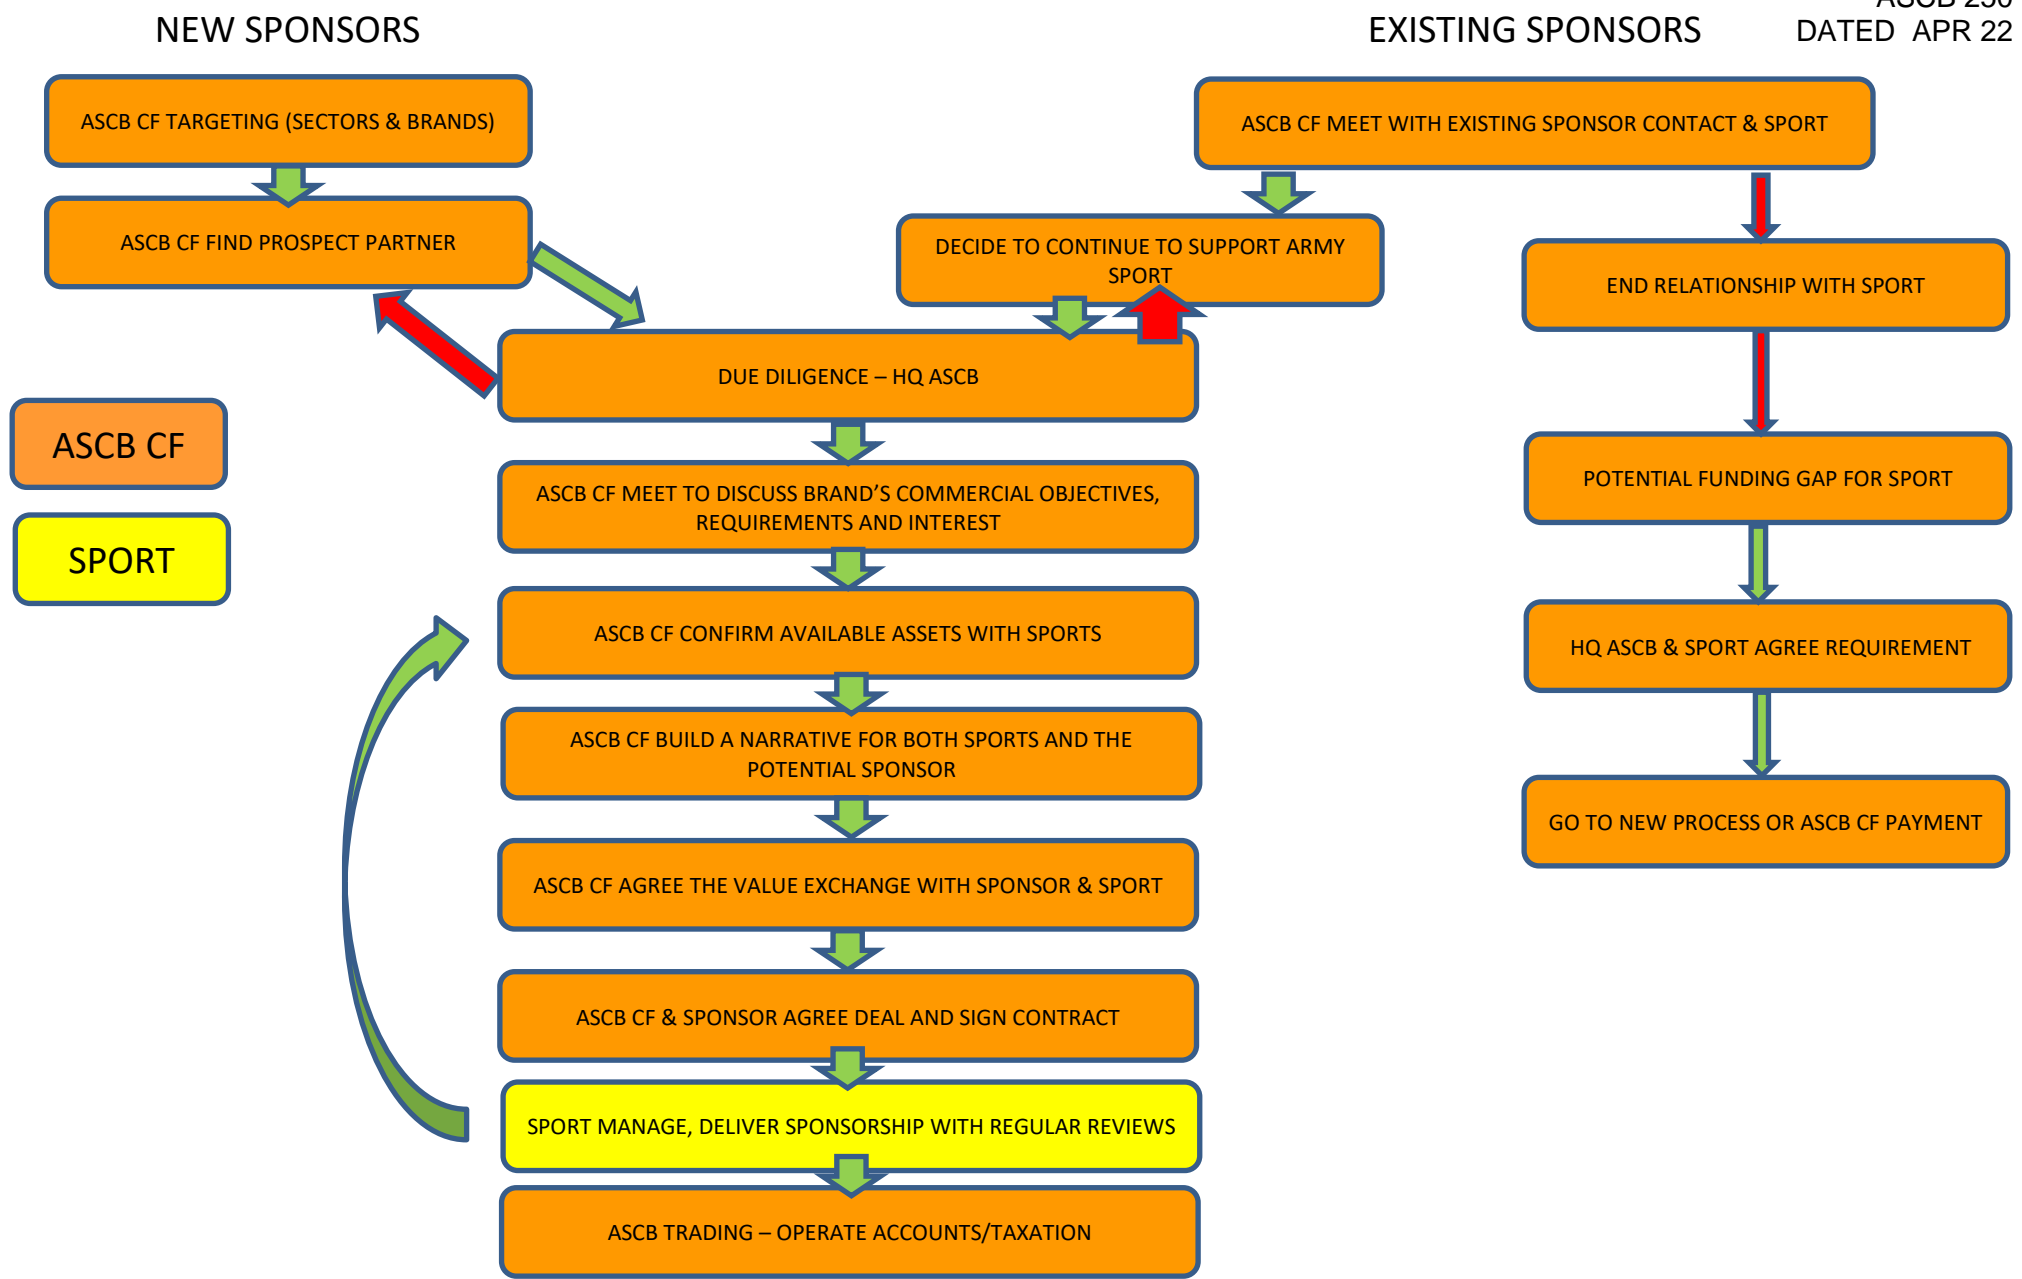 NEW SPONSORS
EXISTING SPONSORS
DATED APR 22
ASCB CF TARGETING (SECTORS & BRANDS)
ASCB CF MEET WITH EXISTING SPONSOR CONTACT & SPORT
ASCB CF FIND PROSPECT PARTNER
DECIDE TO CONTINUE TO SUPPORT ARMY
SPORT
END RELATIONSHIP WITH SPORT
DUE DILIGENCE – HQ ASCB
ASCB CF
SPORT
POTENTIAL FUNDING GAP FOR SPORT
ASCB CF MEET TO DISCUSS BRAND’S COMMERCIAL OBJECTIVES,
REQUIREMENTS AND INTEREST
ASCB CF CONFIRM AVAILABLE ASSETS WITH SPORTS
HQ ASCB & SPORT AGREE REQUIREMENT
ASCB CF BUILD A NARRATIVE FOR BOTH SPORTS AND THE
POTENTIAL SPONSOR
GO TO NEW PROCESS OR ASCB CF PAYMENT
ASCB CF AGREE THE VALUE EXCHANGE WITH SPONSOR & SPORT
ASCB CF & SPONSOR AGREE DEAL AND SIGN CONTRACT
SPORT MANAGE, DELIVER SPONSORSHIP WITH REGULAR REVIEWS
ASCB TRADING – OPERATE ACCOUNTS/TAXATION